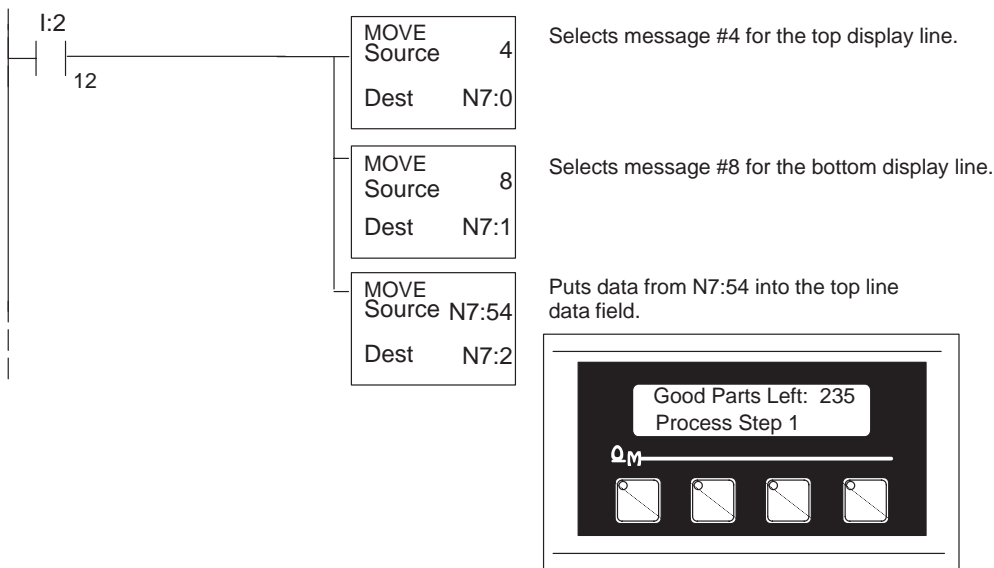 I:2
12
MOVE
Source 4
Dest N7:0
Selects message #4 for the top display line.
MOVE
Source 8
Dest N7:1
Selects message #8 for the bottom display line.
MOVE
Source N7:54
Dest N7:2
Puts data from N7:54 into the top line
data field.
Good Parts Left: 235
Process Step 1
OM